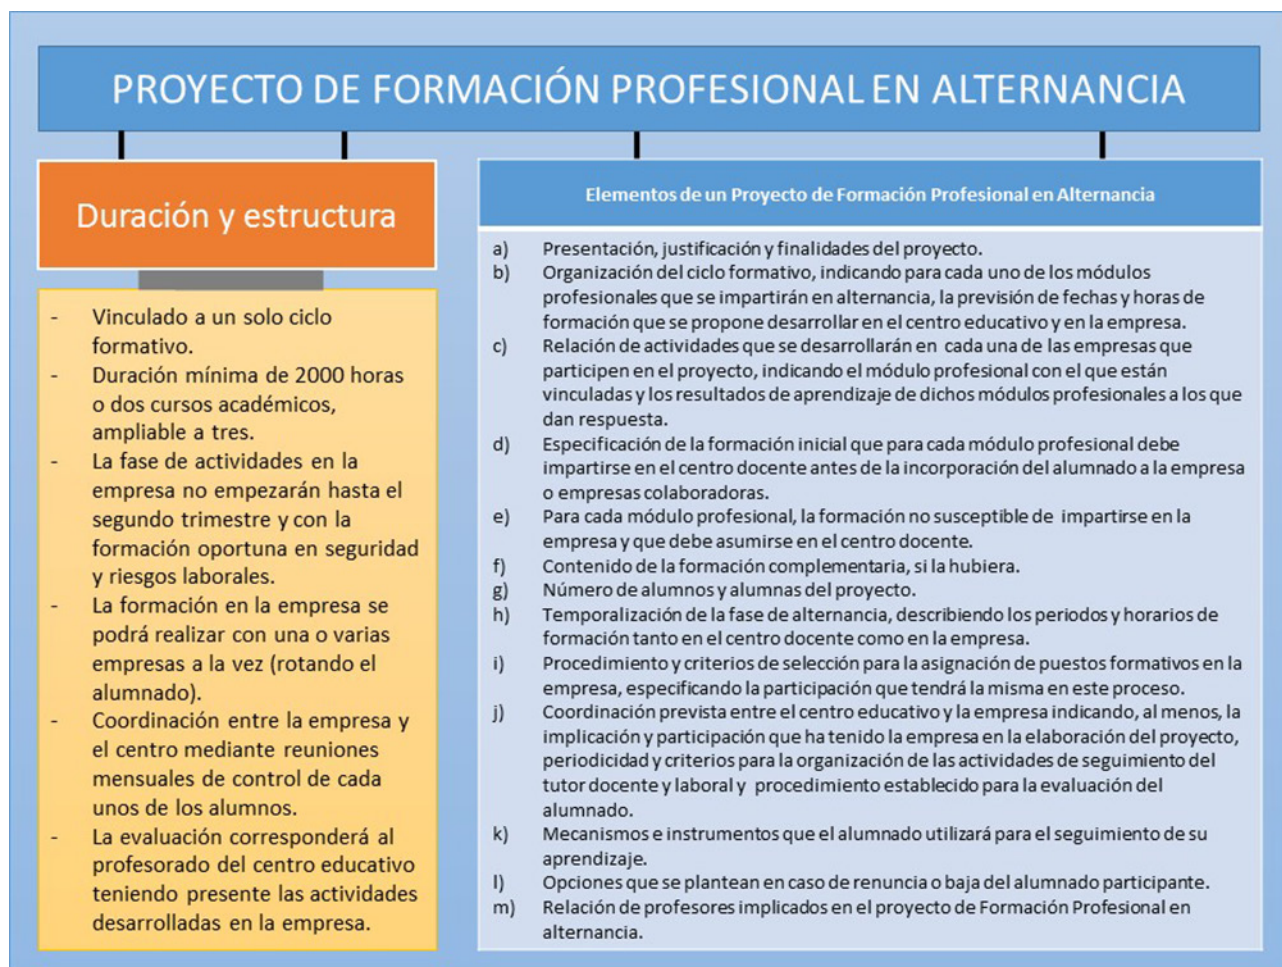 PROYECTO DE FORMACIÓN PROFESIONAL EN ALTERNANCIA
Duración y estructura
- Vinculado a un solo ciclo
formativo.
- Duración mínima de 2000 horas
o dos cursos académicos,
ampliable a tres.
- La fase de actividades en la
empresa no empezarán hasta el
segundo trimestre y con la
formación oportuna en seguridad
y riesgos laborales.
- La formación en la empresa se
podrá realizar con una o varias
empresas a la vez (rotando el
alumnado).
- Coordinación entre la empresa y
el centro mediante reuniones
mensuales de control de cada
unos de los alumnos.
- La evaluación corresponderá al
profesorado del centro educativo
teniendo presente las actividades
desarrolladas en la empresa.
Elementos de un Proyecto de Formación Profesional en Alternancia
a) Presentación, justificación y finalidades del proyecto.
b) Organización del ciclo formativo, indicando para cada uno de los módulos
profesionales que se impartirán en alternancia, la previsión de fechas y horas de
formación que se propone desarrollar en el centro educativo y en la empresa.
c) Relación de actividades que se desarrollarán en cada una de las empresas que
participen en el proyecto, indicando el módulo profesional con el que están
vinculadas y los resultados de aprendizaje de dichos módulos profesionales a los que
dan respuesta.
d) Especificación de la formación inicial que para cada módulo profesional debe
impartirse en el centro docente antes de la incorporación del alumnado a la empresa
o empresas colaboradoras.
e) Para cada módulo profesional, la formación no susceptible de impartirse en la
empresa y que debe asumirse en el centro docente.
f) Contenido de la formación complementaria, si la hubiera.
g) Número de alumnos y alumnas del proyecto.
h) Temporalización de la fase de alternancia, describiendo los periodos y horarios de
formación tanto en el centro docente como en la empresa.
i) Procedimiento y criterios de selección para la asignación de puestos formativos en la
empresa, especificando la participación que tendrá la misma en este proceso.
j) Coordinación prevista entre el centro educativo y la empresa indicando, al menos, la
implicación y participación que ha tenido la empresa en la elaboración del proyecto,
periodicidad y criterios para la organización de las actividades de seguimiento del
tutor docente y laboral y procedimiento establecido para la evaluación del
alumnado.
k) Mecanismos e instrumentos que el alumnado utilizará para el seguimiento de su
aprendizaje.
l) Opciones que se plantean en caso de renuncia o baja del alumnado participante.
m) Relación de profesores implicados en el proyecto de Formación Profesional en
alternancia.